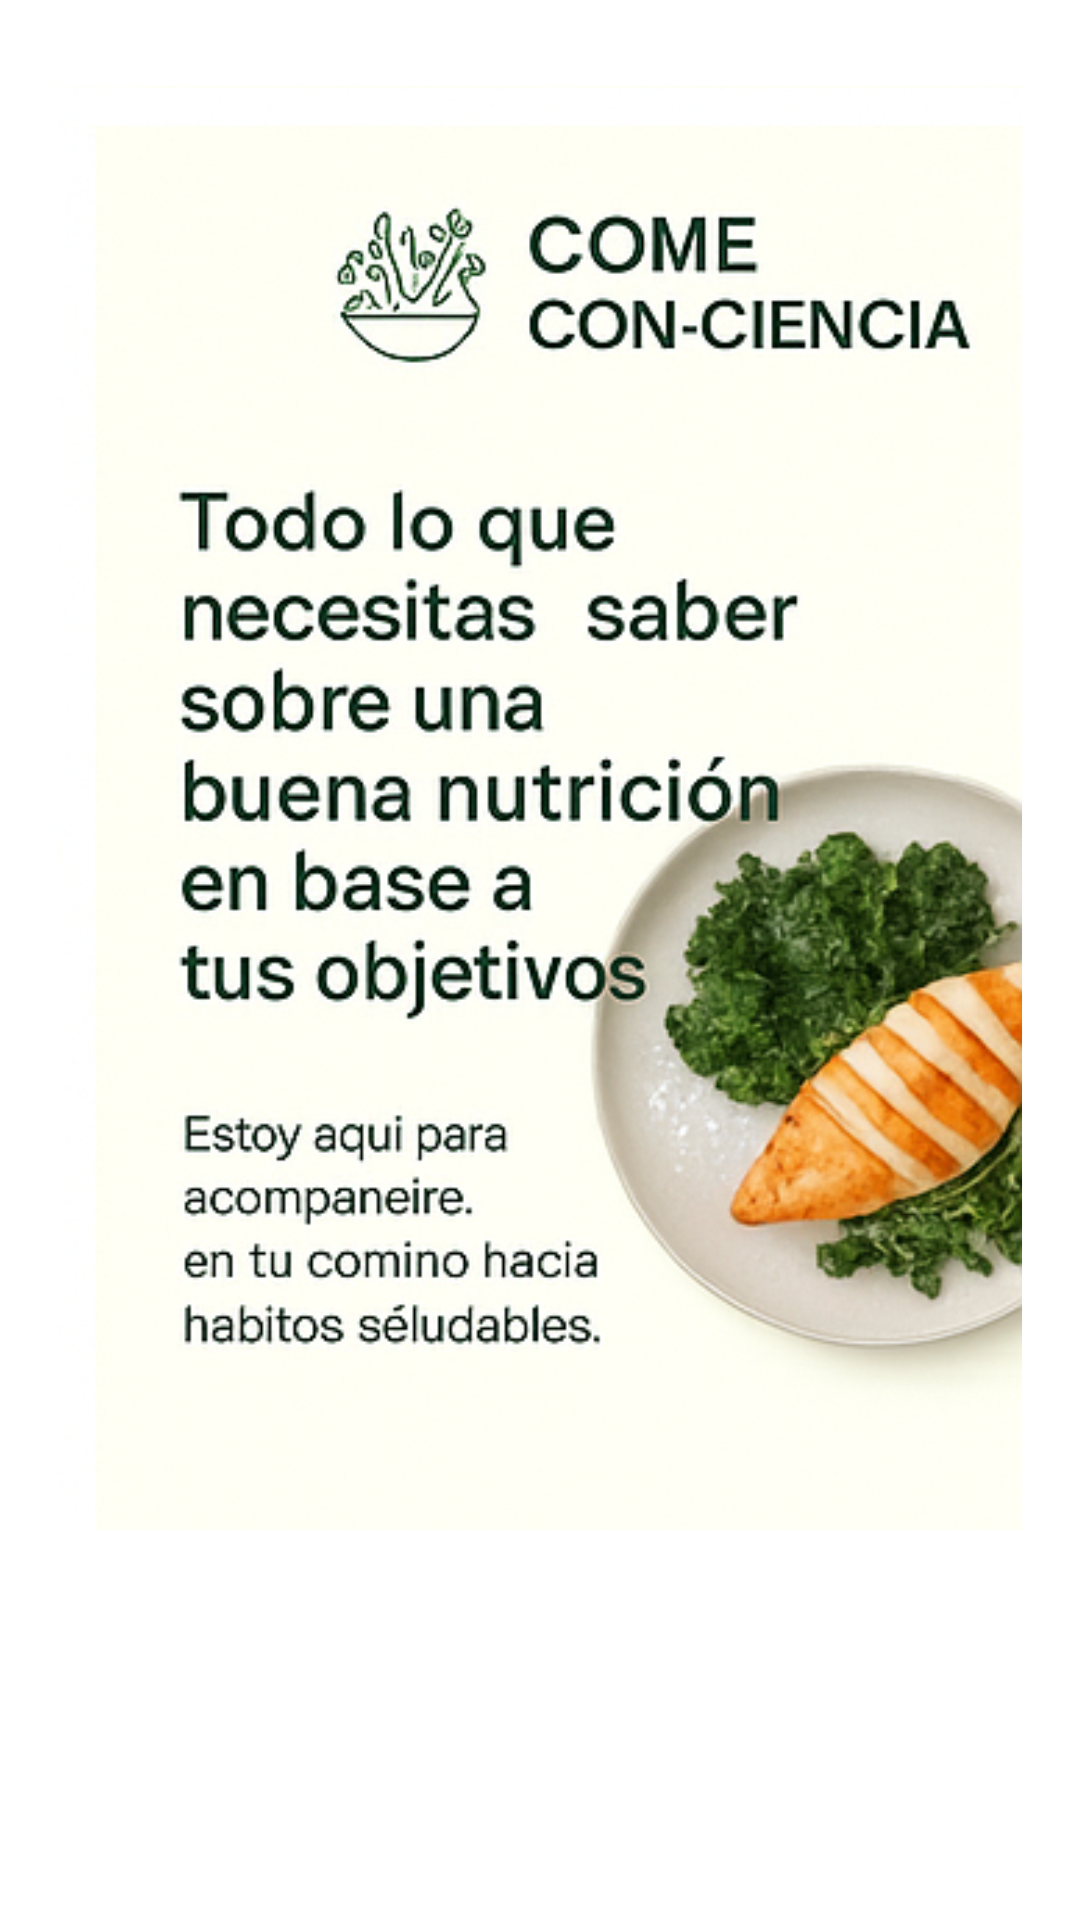 COME
CON-CIENCIA
Todo lo que
necesitas saber
sobre una
buena nutrición
en base a
tus objetivos
Estoy aqui para
acompaneire.
en tu comino hacia
habitos séludables.